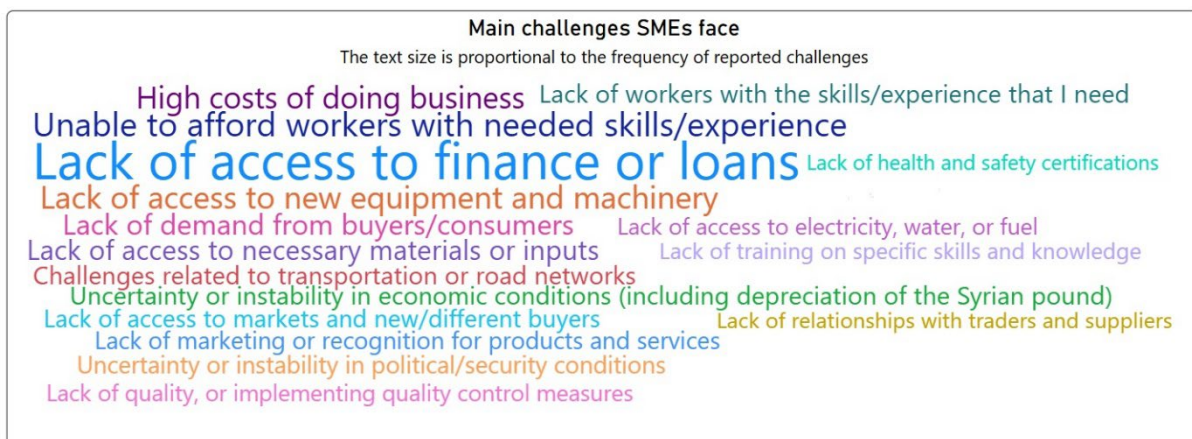 Main challenges SMEs face
The text size is proportional to the frequency of reported challenges
High costs of doing business Lack of workers with the skills/experience that I need
Unable to afford workers with needed skills/experience
Lack of access to finance or loans Lack of health and safety certifications
Lack of access to new equipment and machinery
Lack of demand from buyers/consumers Lack of access to electricity, water, or fuel
Lack of access to necessary materials or inputs Lack of training on specific skills and knowledge
Challenges related to transportation or road networks
Uncertainty or instability in economic conditions (including depreciation of the Syrian pound)
Lack of access to markets and new/different buyers Lack of relationships with traders and suppliers
Lack of marketing or recognition for products and services
Uncertainty or instability in political/security conditions
Lack of quality, or implementing quality control measures